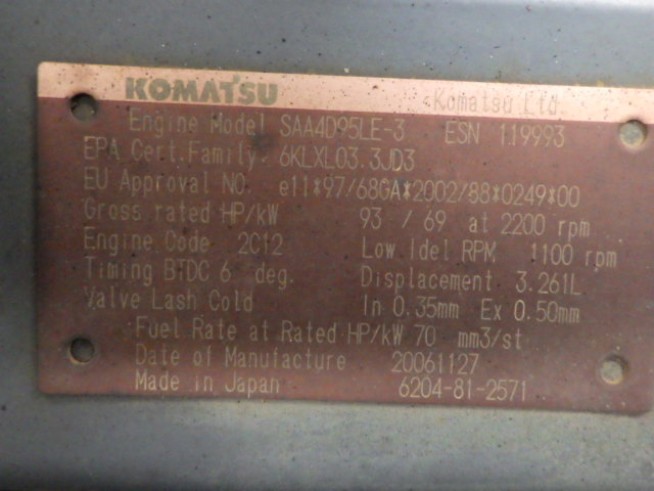 KOMATSU Komatsu Ltd.
Engine Model SAA4D95LE-3 ESN 119993
EPA Cert.Family. 6KLXL03.3JD3
EU Approval NO. e11*97/68GA*2002/88*0249*00
Gross rated HP/kW 93 / 69 at 2200 rpm
Engine Code 2C12 Low Idel RPM 1100 rpm
Timing BTDC 6 deg. Displacement 3.261L
Valve Lash Cold In 0.35mm Ex 0.50mm
Fuel Rate at Rated HP/kW 70 mm3/st
Date of Manufacture 20061127
Made in Japan 6204-81-2571